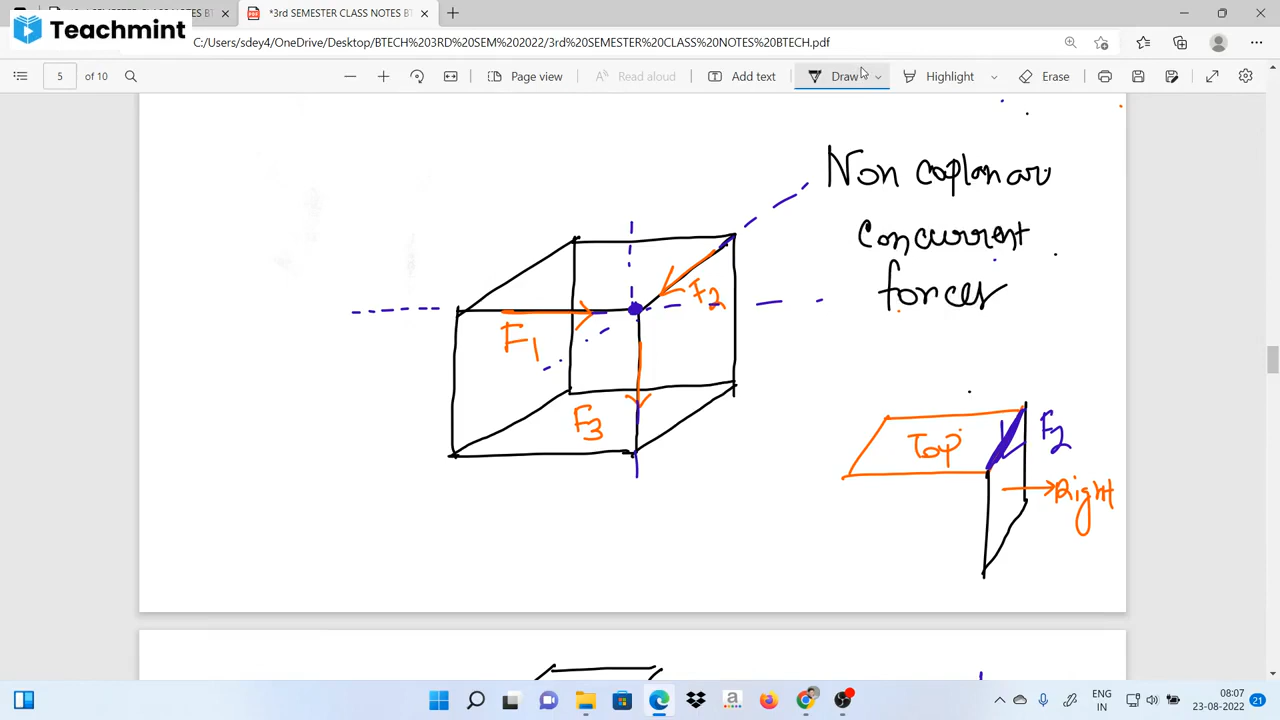 *3rd SEMESTER CLASS NOTES BT
Teachmint
C:/Users/sdey4/OneDrive/Desktop/BTECH%203RD%20SEM%202022/3rd%20SEMESTER%20CLASS%20NOTES%20BTECH.pdf
5 of 10
Page view
Read aloud
Add text
Draw
Highlight
Erase
Non coplanar
concurrent
forces
F2
F1
F3
Top
F2
Right
ENG
IN
08:07
23-08-2022
21